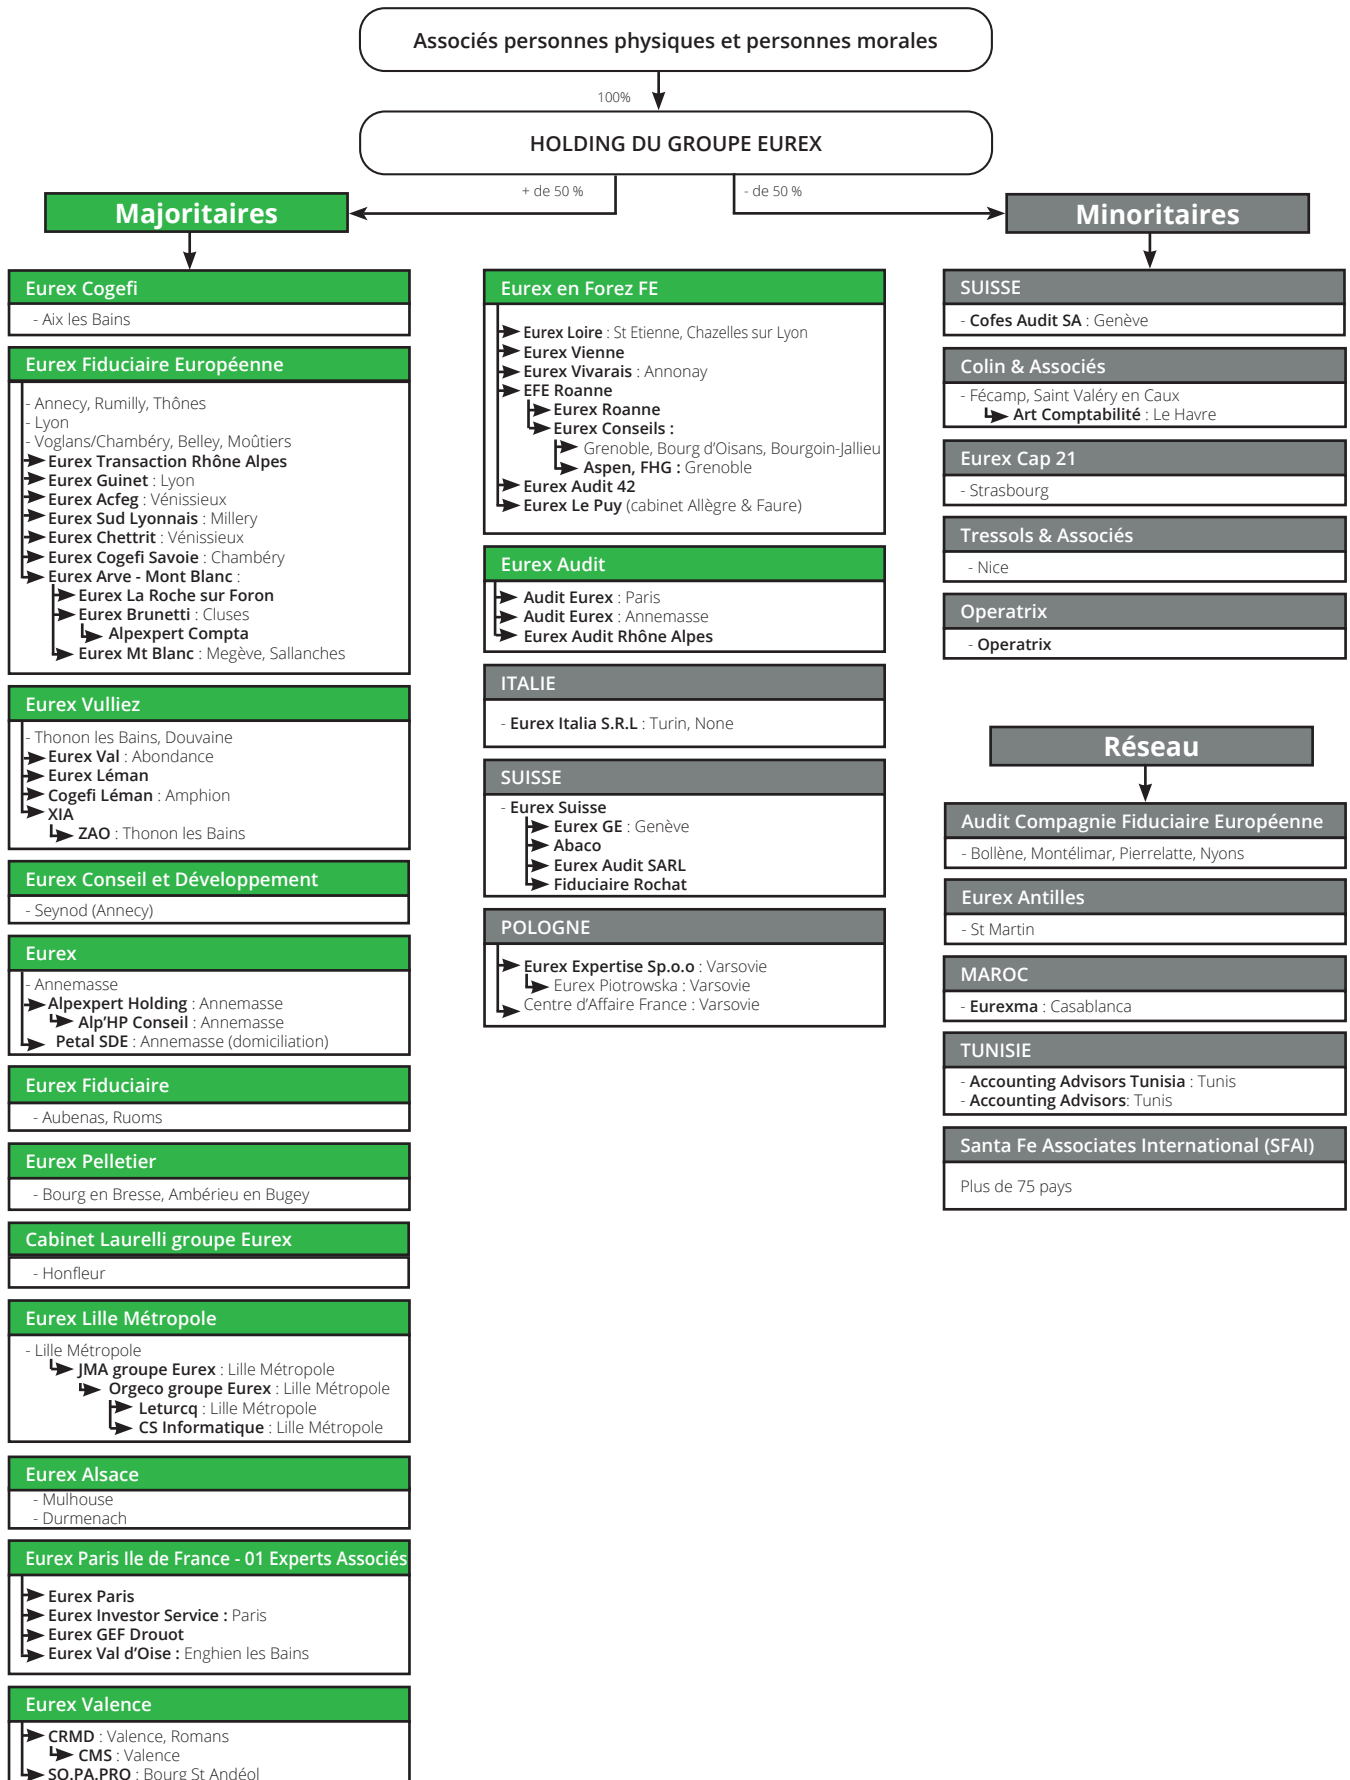 Associés personnes physiques et personnes morales
100%
HOLDING DU GROUPE EUREX
+ de 50 %
- de 50 %
Majoritaires
Eurex Cogefi
- Aix les Bains
Eurex Fiduciaire Européenne
- Annecy, Rumilly, Thônes
- Lyon
- Voglans/Chambéry, Belley, Moûtiers
Eurex Transaction Rhône Alpes
Eurex Guinet : Lyon
Eurex Acfeg : Vénissieux
Eurex Sud Lyonnais : Millery
Eurex Chettrit : Vénissieux
Eurex Cogefi Savoie : Chambéry
Eurex Arve - Mont Blanc :
Eurex La Roche sur Foron
Eurex Brunetti : Cluses
Alpexpert Compta
Eurex Mt Blanc : Megève, Sallanches
Eurex Vulliez
- Thonon les Bains, Douvaine
Eurex Val : Abondance
Eurex Léman
Cogefi Léman : Amphion
XIA
ZAO : Thonon les Bains
Eurex Conseil et Développement
- Seynod (Annecy)
Eurex
- Annemasse
Alpexpert Holding : Annemasse
Alp'HP Conseil : Annemasse
Petal SDE : Annemasse (domiciliation)
Eurex Fiduciaire
- Aubenas, Ruoms
Eurex Pelletier
- Bourg en Bresse, Ambérieu en Bugey
Cabinet Laurelli groupe Eurex
- Honfleur
Eurex Lille Métropole
- Lille Métropole
JMA groupe Eurex : Lille Métropole
Orgeco groupe Eurex : Lille Métropole
Leturcq : Lille Métropole
CS Informatique : Lille Métropole
Eurex Alsace
- Mulhouse
- Durmenach
Eurex Paris Ile de France - 01 Experts Associés
Eurex Paris
Eurex Investor Service : Paris
Eurex GEF Drouot
Eurex Val d'Oise : Enghien les Bains
Eurex Valence
CRMD : Valence, Romans
CMS : Valence
SO.PA.PRO : Bourg St Andéol
Eurex en Forez FE
Eurex Loire : St Etienne, Chazelles sur Lyon
Eurex Vienne
Eurex Vivarais : Annonay
EFE Roanne
Eurex Roanne
Eurex Conseils :
Grenoble, Bourg d'Oisans, Bourgoin-Jallieu
Aspen, FHG : Grenoble
Eurex Audit 42
Eurex Le Puy (cabinet Allègre & Faure)
Eurex Audit
Audit Eurex : Paris
Audit Eurex : Annemasse
Eurex Audit Rhône Alpes
ITALIE
- Eurex Italia S.R.L : Turin, None
SUISSE
- Eurex Suisse
Eurex GE : Genève
Abaco
Eurex Audit SARL
Fiduciaire Rochat
POLOGNE
Eurex Expertise Sp.o.o : Varsovie
Eurex Piotrowska : Varsovie
Centre d'Affaire France : Varsovie
Minoritaires
SUISSE
- Cofes Audit SA : Genève
Colin & Associés
- Fécamp, Saint Valéry en Caux
Art Comptabilité : Le Havre
Eurex Cap 21
- Strasbourg
Tressols & Associés
- Nice
Operatrix
- Operatrix
Réseau
Audit Compagnie Fiduciaire Européenne
- Bollène, Montélimar, Pierrelatte, Nyons
Eurex Antilles
- St Martin
MAROC
- Eurexma : Casablanca
TUNISIE
- Accounting Advisors Tunisia : Tunis
- Accounting Advisors: Tunis
Santa Fe Associates International (SFAI)
Plus de 75 pays